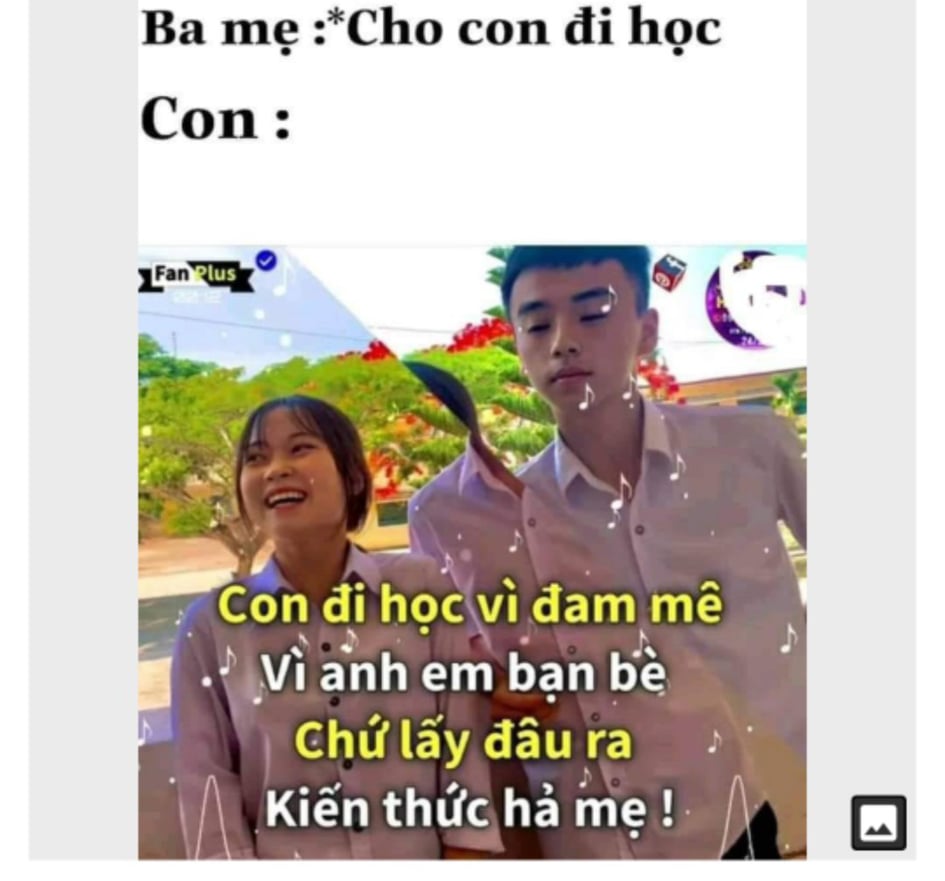 Ba mẹ :*Cho con đi học
Con :
Fan Plus
Con đi học vì đam mê
Vì anh em bạn bè
Chứ lấy đâu ra
Kiến thức hả mẹ !